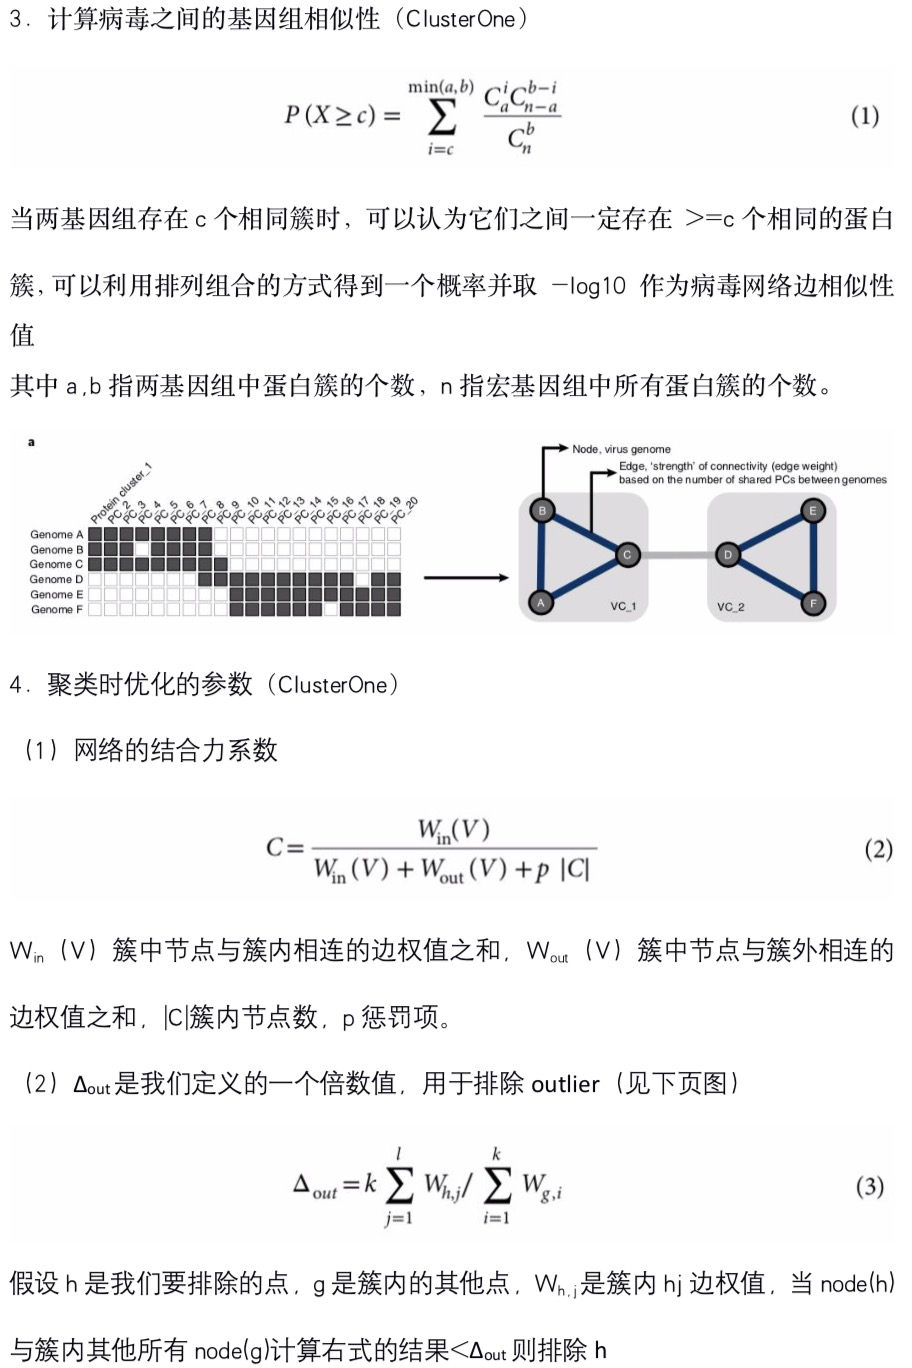 3. 计算病毒之间的基因组相似性（ClusterOne）
P(X≥c) = \sum_{i=c}^{min(a,b)} \frac{C_a^i C_{n-a}^{b-i}}{C_n^b} (1)
当两基因组存在 c 个相同簇时，可以认为它们之间一定存在 >=c 个相同的蛋白
簇，可以利用排列组合的方式得到一个概率并取 -log10 作为病毒网络边相似性
值
其中 a,b 指两基因组中蛋白簇的个数，n 指宏基因组中所有蛋白簇的个数。
a
Protein cluster_1 PC_2 PC_3 PC_4 PC_5 PC_6 PC_7 PC_8 PC_9 PC_10 PC_11 PC_12 PC_13 PC_14 PC_15 PC_16 PC_17 PC_18 PC_19 PC_20
Genome A
Genome B
Genome C
Genome D
Genome E
Genome F
Node, virus genome
Edge, 'strength' of connectivity (edge weight)
based on the number of shared PCs between genomes
B
E
C
D
A
VC_1
VC_2
F
4. 聚类时优化的参数（ClusterOne）
（1）网络的结合力系数
C = \frac{W_{in}(V)}{W_{in}(V) + W_{out}(V) + p |C|} (2)
W_{in}（V）簇中节点与簇内相连的边权值之和，W_{out}（V）簇中节点与簇外相连的
边权值之和，|C|簇内节点数，p 惩罚项。
（2）Δ_{out} 是我们定义的一个倍数值，用于排除 outlier（见下页图）
Δ_{out} = k \sum_{j=1}^{l} W_{h,j} / \sum_{i=1}^{k} W_{g,i} (3)
假设 h 是我们要排除的点，g 是簇内的其他点，W_{h,j} 是簇内 hj 边权值，当 node(h)
与簇内其他所有 node(g)计算右式的结果<Δ_{out} 则排除 h